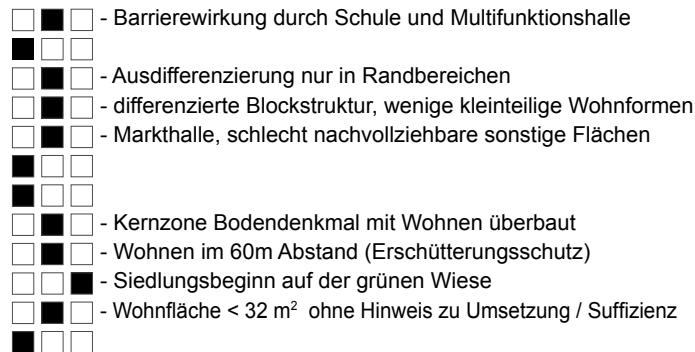 - Barrierewirkung durch Schule und Multifunktionshalle
- Ausdifferenzierung nur in Randbereichen
- differenzierte Blockstruktur, wenige kleinteilige Wohnformen
- Markthalle, schlecht nachvollziehbare sonstige Flächen
- Kernzone Bodendenkmal mit Wohnen überbaut
- Wohnen im 60m Abstand (Erschütterungsschutz)
- Siedlungsbeginn auf der grünen Wiese
- Wohnfläche < 32 m² ohne Hinweis zu Umsetzung / Suffizienz